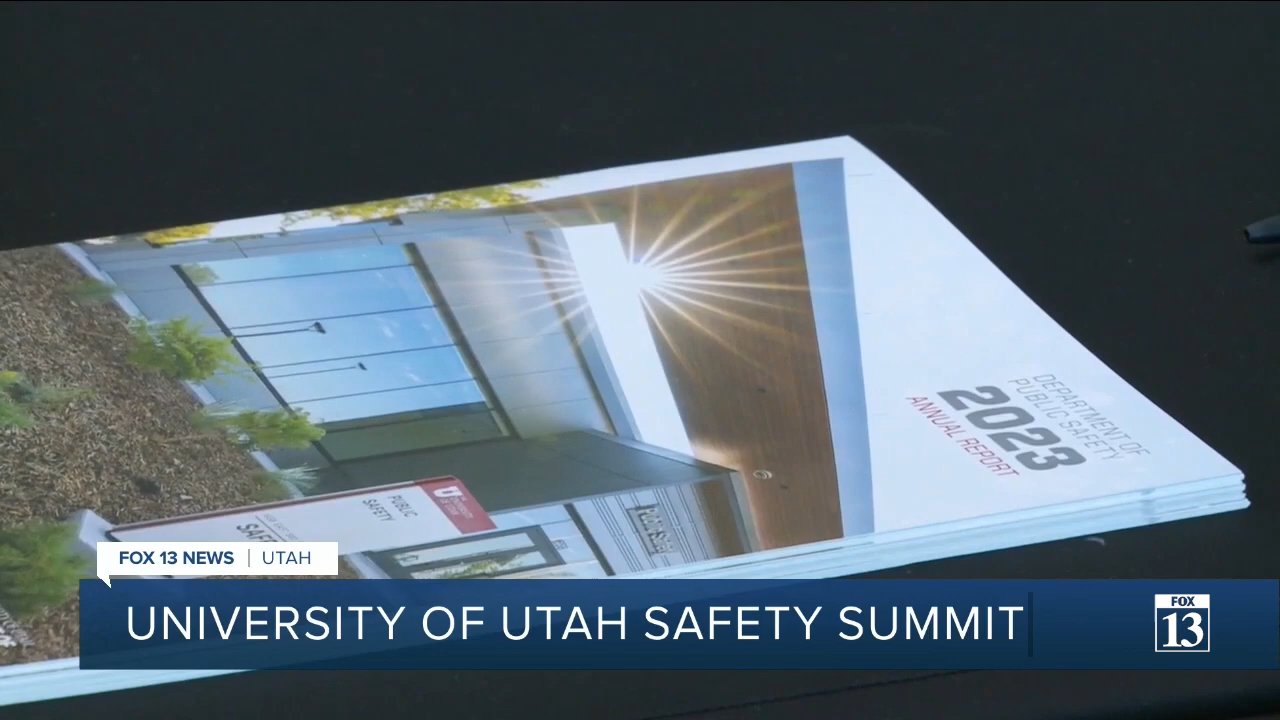 DEPARTMENT OF
PUBLIC SAFETY
2023
ANNUAL REPORT
PUBLIC
SAFETY
FOX 13 NEWS | UTAH
UNIVERSITY OF UTAH SAFETY SUMMIT
FOX
13